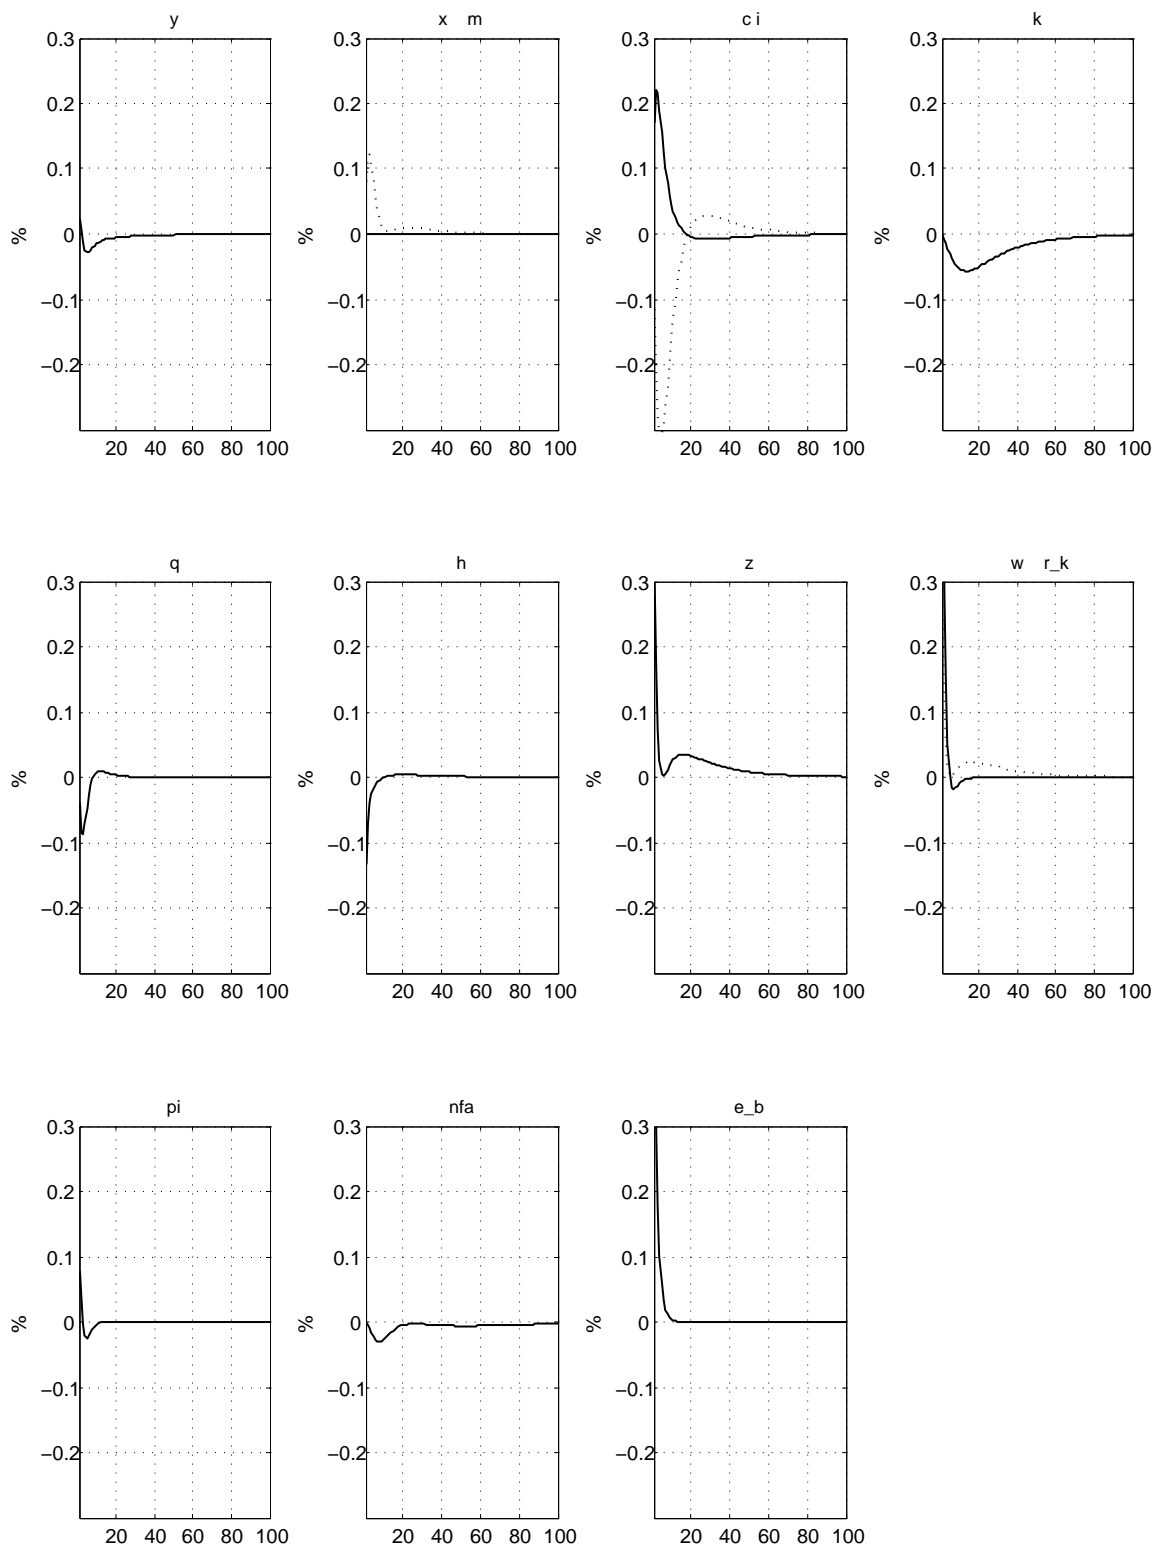 y
x m
c i
k
0.3 0.3 0.3 0.3
0.2 0.2 0.2 0.2
0.1 0.1 0.1 0.1
0 0 0 0
−0.1 −0.1 −0.1 −0.1
−0.2 −0.2 −0.2 −0.2
% % % %
20 40 60 80 100 20 40 60 80 100 20 40 60 80 100 20 40 60 80 100
q
h
z
w r_k
0.3 0.3 0.3 0.3
0.2 0.2 0.2 0.2
0.1 0.1 0.1 0.1
0 0 0 0
−0.1 −0.1 −0.1 −0.1
−0.2 −0.2 −0.2 −0.2
% % % %
20 40 60 80 100 20 40 60 80 100 20 40 60 80 100 20 40 60 80 100
pi
nfa
e_b
0.3 0.3 0.3
0.2 0.2 0.2
0.1 0.1 0.1
0 0 0
−0.1 −0.1 −0.1
−0.2 −0.2 −0.2
% % %
20 40 60 80 100 20 40 60 80 100 20 40 60 80 100